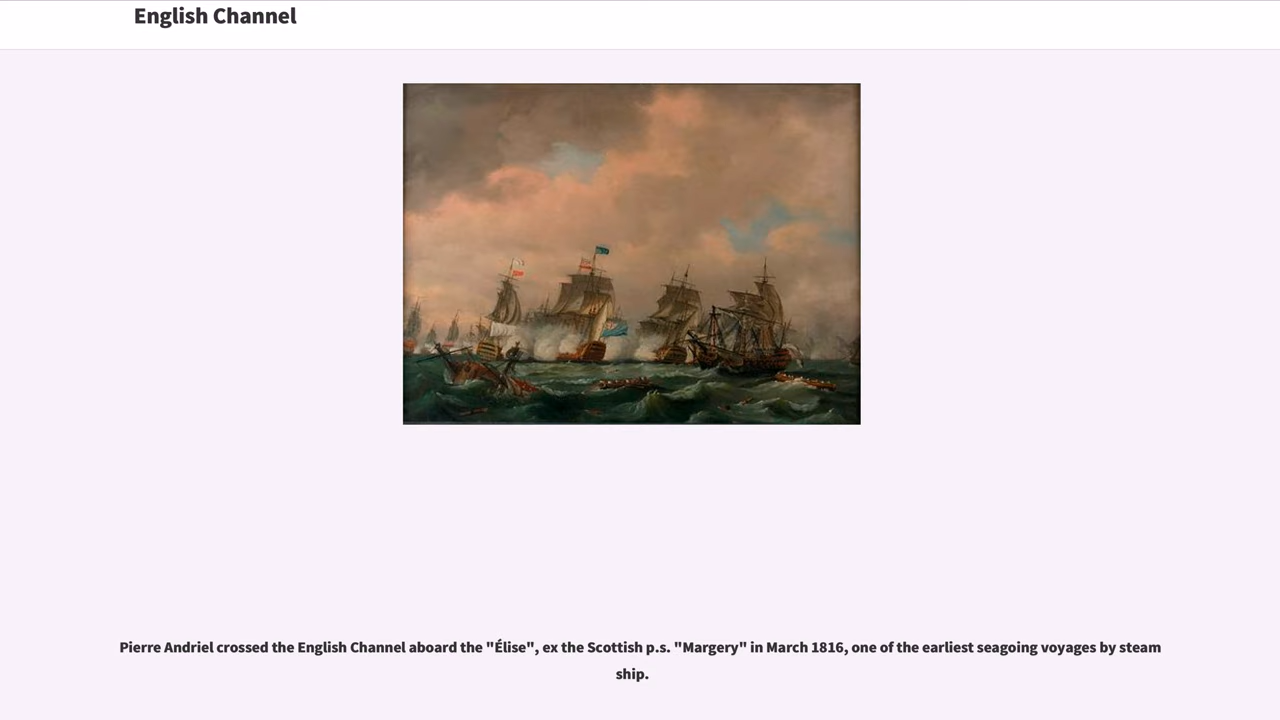 English Channel
Pierre Andriel crossed the English Channel aboard the "Élise", ex the Scottish p.s. "Margery" in March 1816, one of the earliest seagoing voyages by steam
ship.